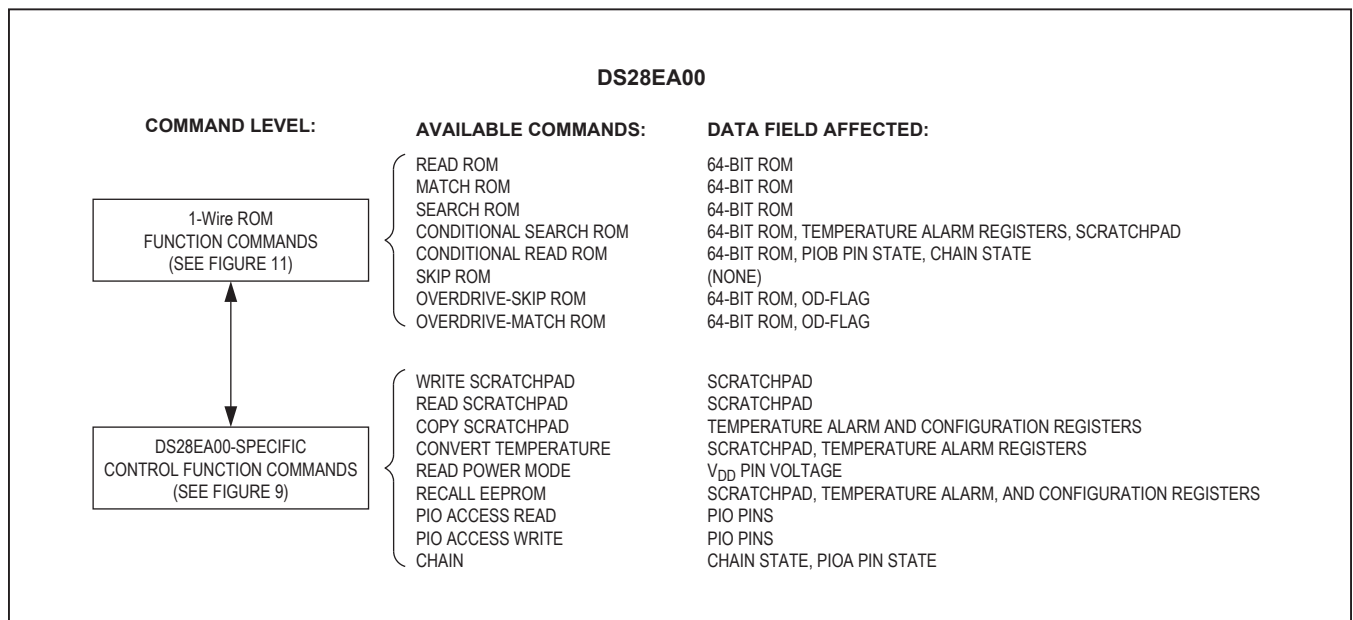 DS28EA00
COMMAND LEVEL: AVAILABLE COMMANDS: DATA FIELD AFFECTED:
1-Wire ROM
FUNCTION COMMANDS
(SEE FIGURE 11)
READ ROM 64-BIT ROM
MATCH ROM 64-BIT ROM
SEARCH ROM 64-BIT ROM
CONDITIONAL SEARCH ROM 64-BIT ROM, TEMPERATURE ALARM REGISTERS, SCRATCHPAD
CONDITIONAL READ ROM 64-BIT ROM, PIOB PIN STATE, CHAIN STATE
SKIP ROM (NONE)
OVERDRIVE-SKIP ROM 64-BIT ROM, OD-FLAG
OVERDRIVE-MATCH ROM 64-BIT ROM, OD-FLAG
DS28EA00-SPECIFIC
CONTROL FUNCTION COMMANDS
(SEE FIGURE 9)
WRITE SCRATCHPAD SCRATCHPAD
READ SCRATCHPAD SCRATCHPAD
COPY SCRATCHPAD TEMPERATURE ALARM AND CONFIGURATION REGISTERS
CONVERT TEMPERATURE SCRATCHPAD, TEMPERATURE ALARM REGISTERS
READ POWER MODE VDD PIN VOLTAGE
RECALL EEPROM SCRATCHPAD, TEMPERATURE ALARM, AND CONFIGURATION REGISTERS
PIO ACCESS READ PIO PINS
PIO ACCESS WRITE PIO PINS
CHAIN CHAIN STATE, PIOA PIN STATE